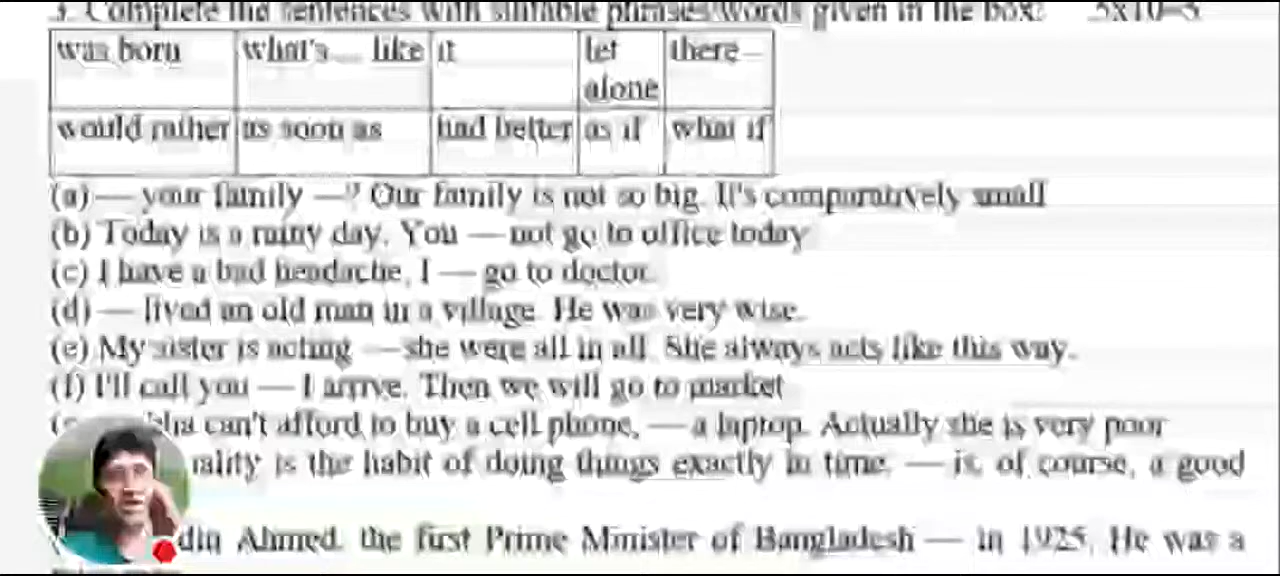 3. Complete the sentences with suitable phrases/words given in the box: .5x10=5
was born what's... like it let alone there
would rather as soon as had better as if what if
(a) — your family —? Our family is not so big. It's comparatively small
(b) Today is a rainy day. You — not go to office today
(c) I have a bad headache, I — go to doctor.
(d) — lived an old man in a village. He was very wise.
(e) My sister is acting — she were all in all. She always acts like this way.
(f) I'll call you — I arrive. Then we will go to market
can't afford to buy a cell phone, — a laptop. Actually she is very poor
is the habit of doing things exactly in time. — is, of course, a good
Ahmed, the first Prime Minister of Bangladesh — in 1925. He was a